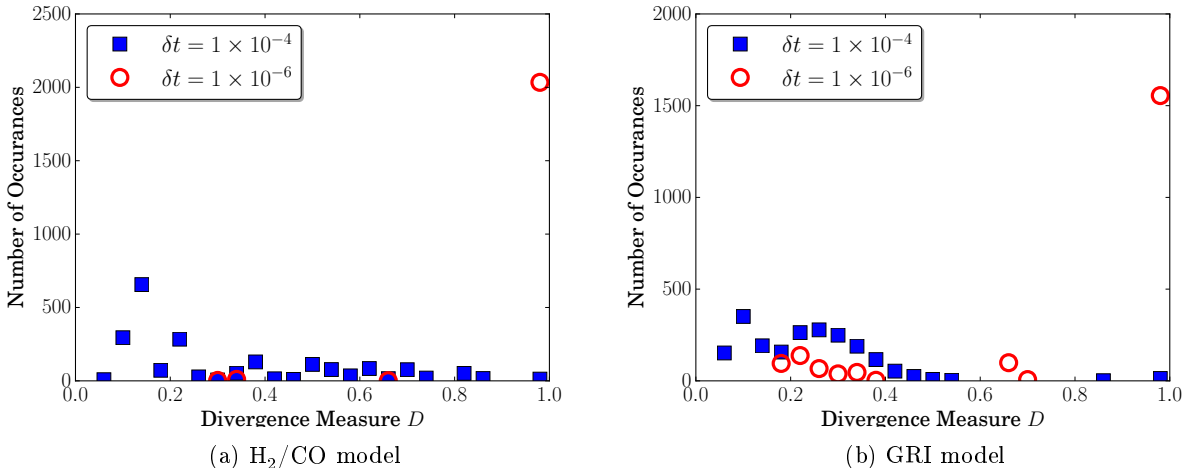 2500
2000
1500
1000
500
0
0.0 0.2 0.4 0.6 0.8 1.0
Number of Occurances
Divergence Measure D
δt = 1 × 10⁻⁴
δt = 1 × 10⁻⁶
(a) H₂/CO model
2000
1500
1000
500
0
0.0 0.2 0.4 0.6 0.8 1.0
Number of Occurances
Divergence Measure D
δt = 1 × 10⁻⁴
δt = 1 × 10⁻⁶
(b) GRI model